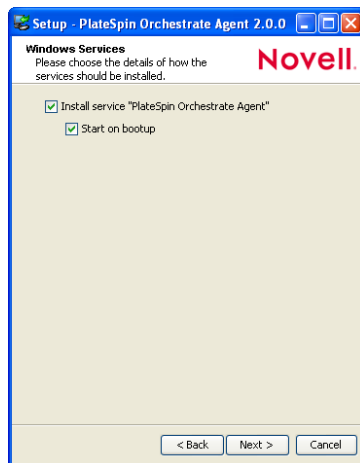 Setup - PlateSpin Orchestrate Agent 2.0.0
Windows Services
Please choose the details of how the
services should be installed.
Novell.
Install service "PlateSpin Orchestrate Agent"
Start on bootup
< Back
Next >
Cancel